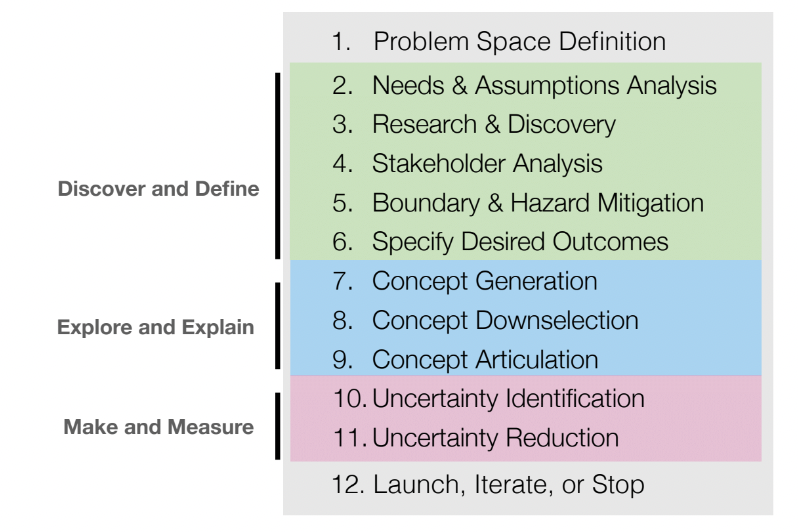 1. Problem Space Definition
Discover and Define
2. Needs & Assumptions Analysis
3. Research & Discovery
4. Stakeholder Analysis
5. Boundary & Hazard Mitigation
6. Specify Desired Outcomes
Explore and Explain
7. Concept Generation
8. Concept Downselection
9. Concept Articulation
Make and Measure
10. Uncertainty Identification
11. Uncertainty Reduction
12. Launch, Iterate, or Stop